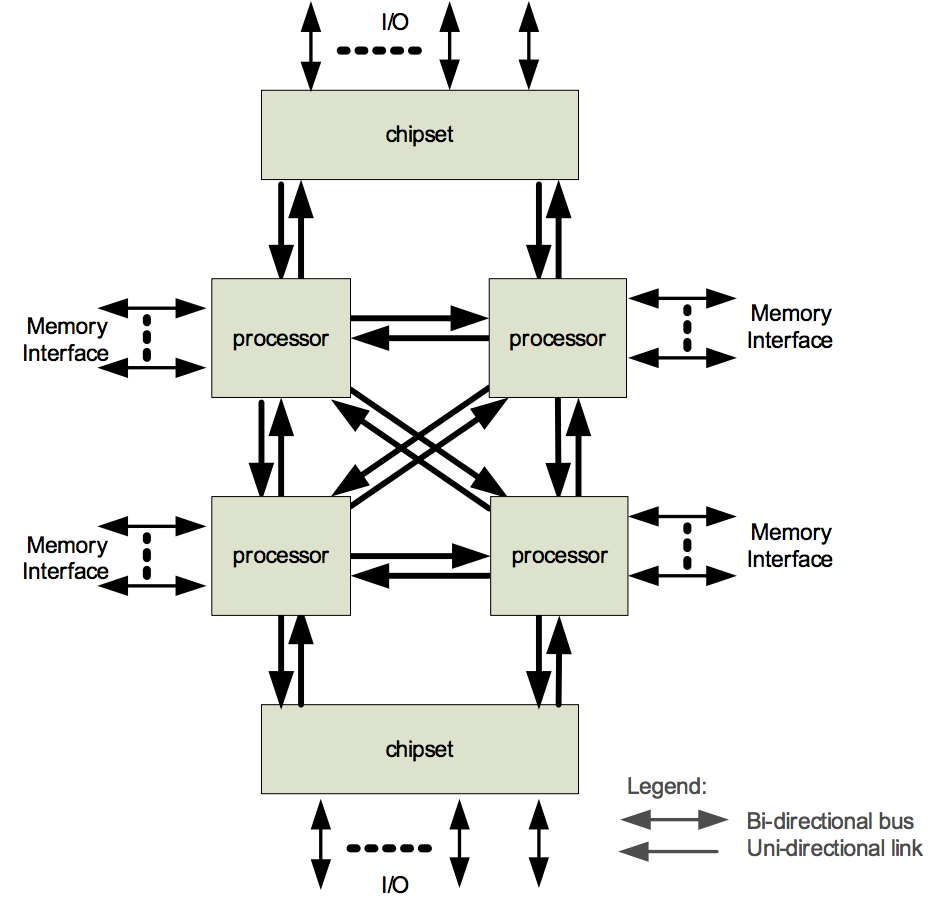 I/O
chipset
processor
processor
Memory
Interface
Memory
Interface
processor
processor
Memory
Interface
Memory
Interface
chipset
I/O
Legend:
Bi-directional bus
Uni-directional link